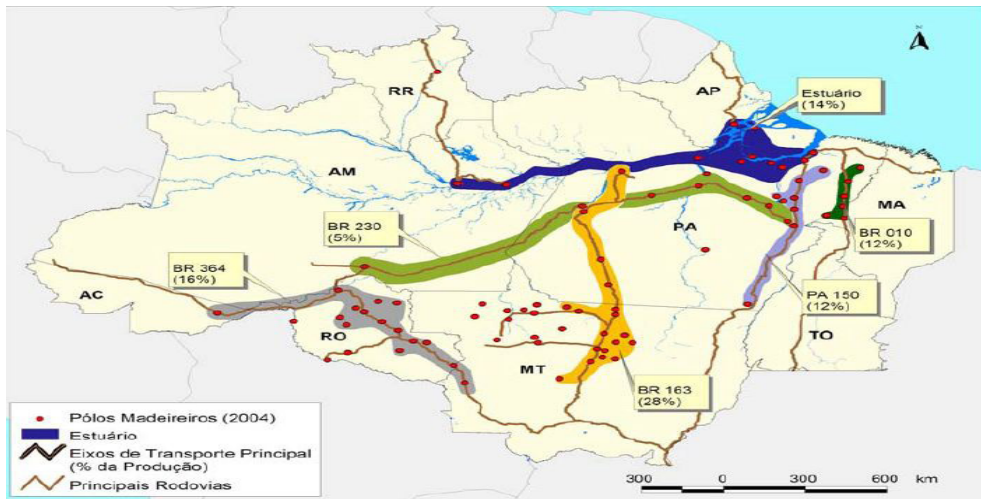 RR
AP
Estuário
(14%)
AM
MA
BR 230
(5%)
PA
BR 010
(12%)
BR 364
(16%)
AC
PA 150
(12%)
RO
TO
MT
BR 163
(28%)
Pólos Madeireiros (2004)
Estuário
Eixos de Transporte Principal
(% da Produção)
Principais Rodovias
300 0 300 600 km